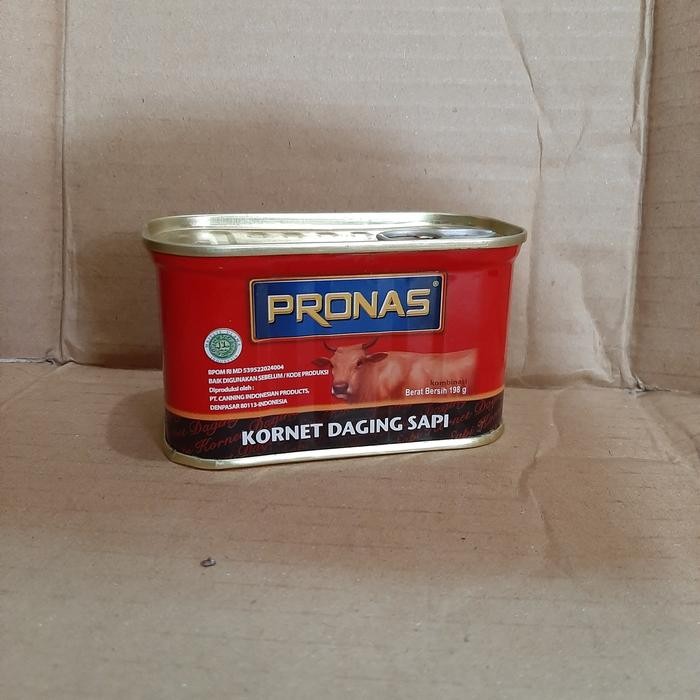 PRONAS®
BPOM RI MD 539522024004
BAIK DIGUNAKAN SEBELUM / KODE PRODUKSI
Diproduksi oleh :
PT. CANNING INDONESIAN PRODUCTS,
DENPASAR 80113-INDONESIA
kombinasi
Berat Bersih 198 g
KORNET DAGING SAPI